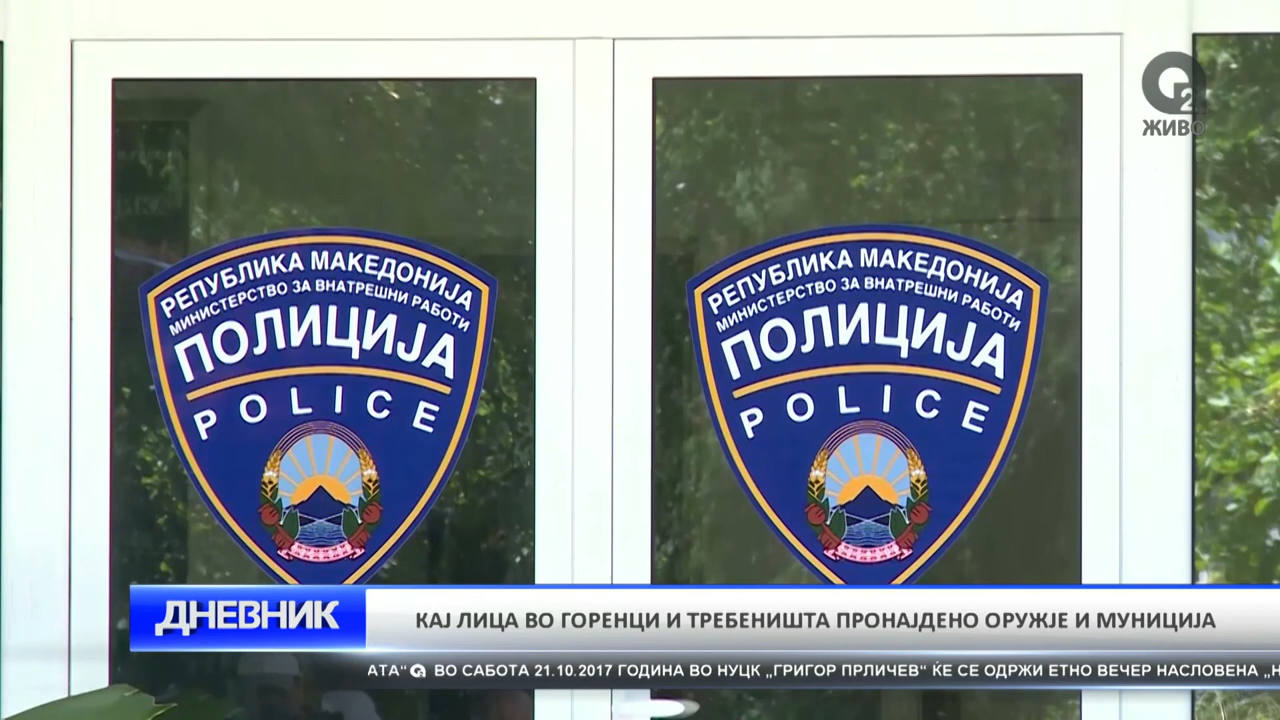 2
ЖИВО
РЕПУБЛИКА МАКЕДОНИЈА
МИНИСТЕРСТВО ЗА ВНАТРЕШНИ РАБОТИ
ПОЛИЦИЈА
POLICE
РЕПУБЛИКА МАКЕДОНИЈА
МИНИСТЕРСТВО ЗА ВНАТРЕШНИ РАБОТИ
ПОЛИЦИЈА
POLICE
ДНЕВНИК
КАЈ ЛИЦА ВО ГОРЕНЦИ И ТРЕБЕНИШТА ПРОНАЈДЕНО ОРУЖЈЕ И МУНИЦИЈА
АТА“ ВО САБОТА 21.10.2017 ГОДИНА ВО НУЦК „ГРИГОР ПРЛИЧЕВ“ ЌЕ СЕ ОДРЖИ ЕТНО ВЕЧЕР НАСЛОВЕНА „Н